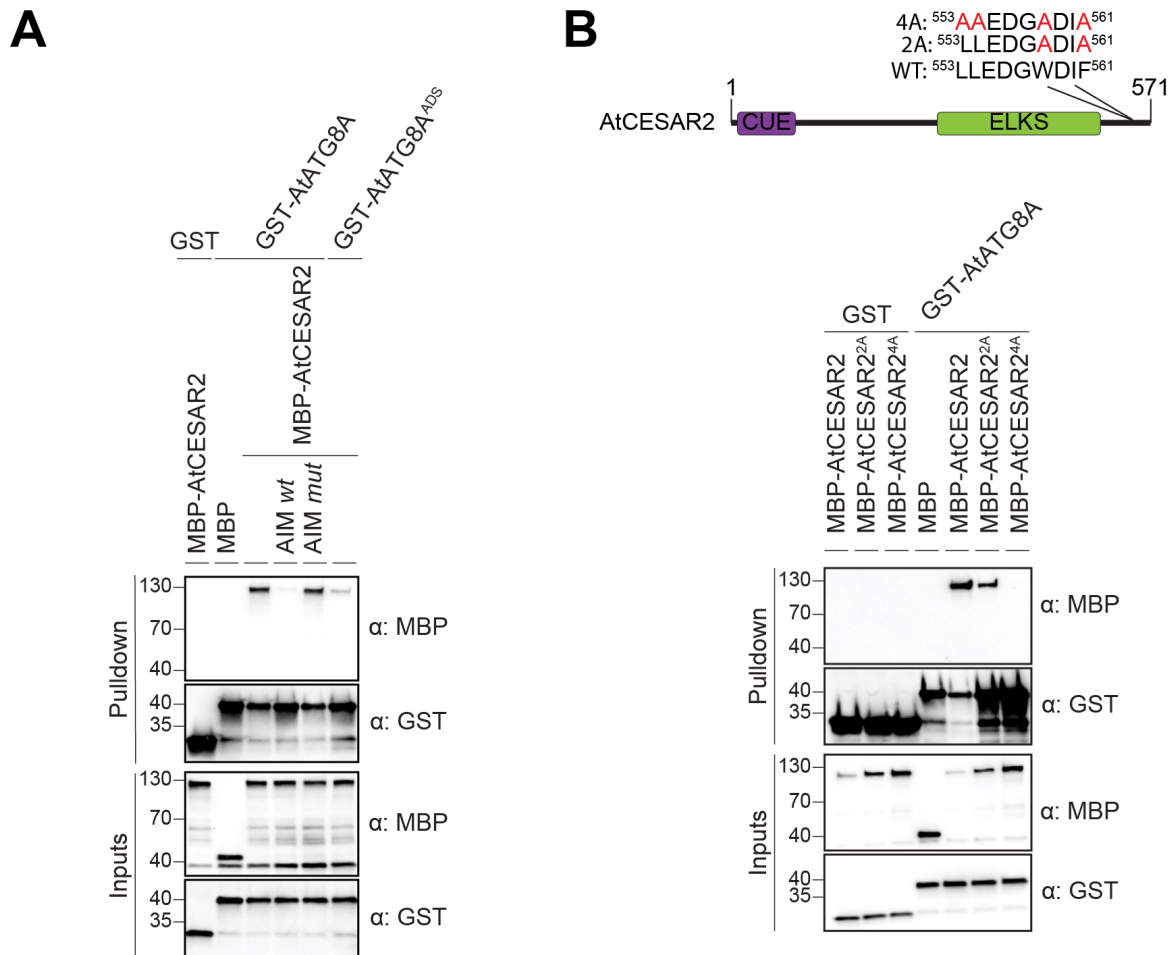 A
GST
GST-AtATG8A
GST-AtATG8A^ADS
MBP-AtCESAR2
MBP-AtCESAR2
MBP
AIM wt
AIM mut
Pulldown
130
70
40
α: MBP
40
35
α: GST
Inputs
130
70
40
α: MBP
40
35
α: GST
B
4A: ⁵⁵³AAEDGADIA⁵⁶¹
2A: ⁵⁵³LLEDGADIA⁵⁶¹
WT: ⁵⁵³LLEDGWDIF⁵⁶¹
1
571
AtCESAR2
CUE
ELKS
GST
GST-AtATG8A
MBP-AtCESAR2
MBP-AtCESAR2^2A
MBP-AtCESAR2^4A
MBP
MBP-AtCESAR2
MBP-AtCESAR2^2A
MBP-AtCESAR2^4A
Pulldown
130
70
40
α: MBP
40
35
α: GST
Inputs
130
70
40
α: MBP
40
35
α: GST